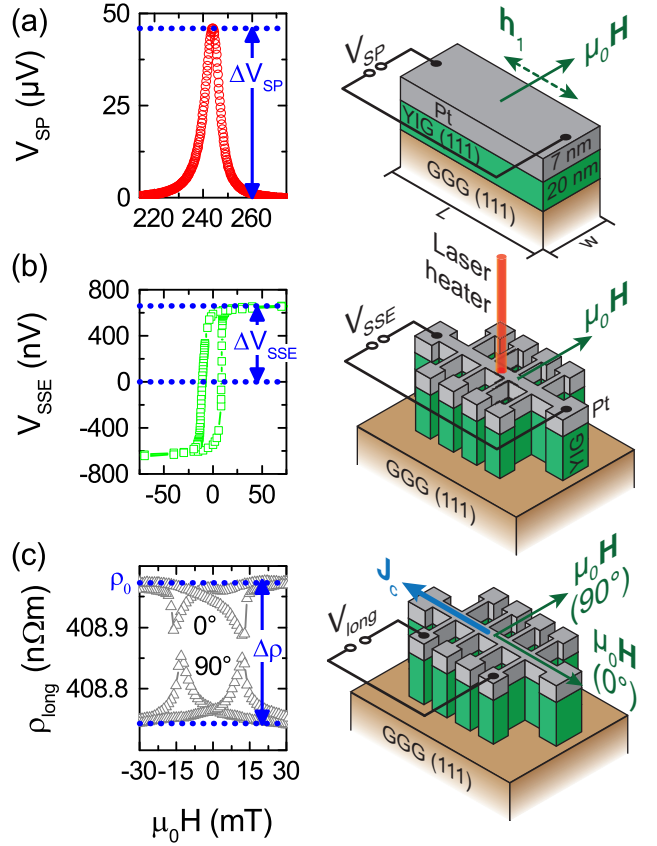 (a)
50
25
0
V_SP (μV)
ΔV_SP
220 240 260
V_SP
h_1
μ_0H
Pt
YIG (111)
7 nm
20 nm
GGG (111)
L
w
(b)
800
400
0
-400
-800
V_SSE (nV)
ΔV_SSE
-50 0 50
Laser
heater
V_SSE
μ_0H
Pt
YIG
GGG (111)
(c)
ρ_0
408.9
408.8
ρ_long (nΩm)
0°
90°
Δρ
-30 -15 0 15 30
μ_0H (mT)
J_c
V_long
μ_0H
(90°)
μ_0H
(0°)
GGG (111)